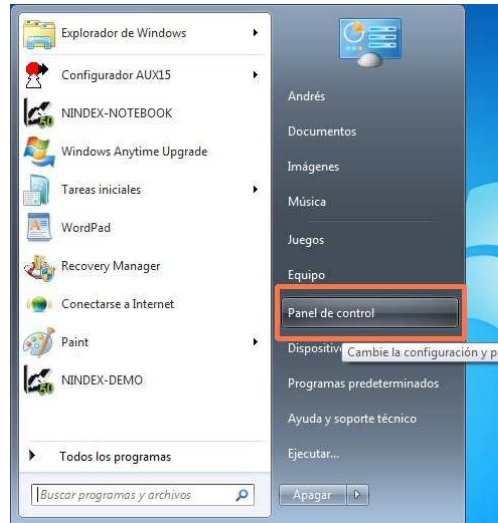 Explorador de Windows
Configurador AUX15
NINDEX-NOTEBOOK
Windows Anytime Upgrade
Tareas iniciales
WordPad
Recovery Manager
Conectarse a Internet
Paint
NINDEX-DEMO
Todos los programas
Buscar programas y archivos
Andrés
Documentos
Imágenes
Música
Juegos
Equipo
Panel de control
Cambie la configuración y p
Programas predeterminados
Ayuda y soporte técnico
Ejecutar...
Apagar